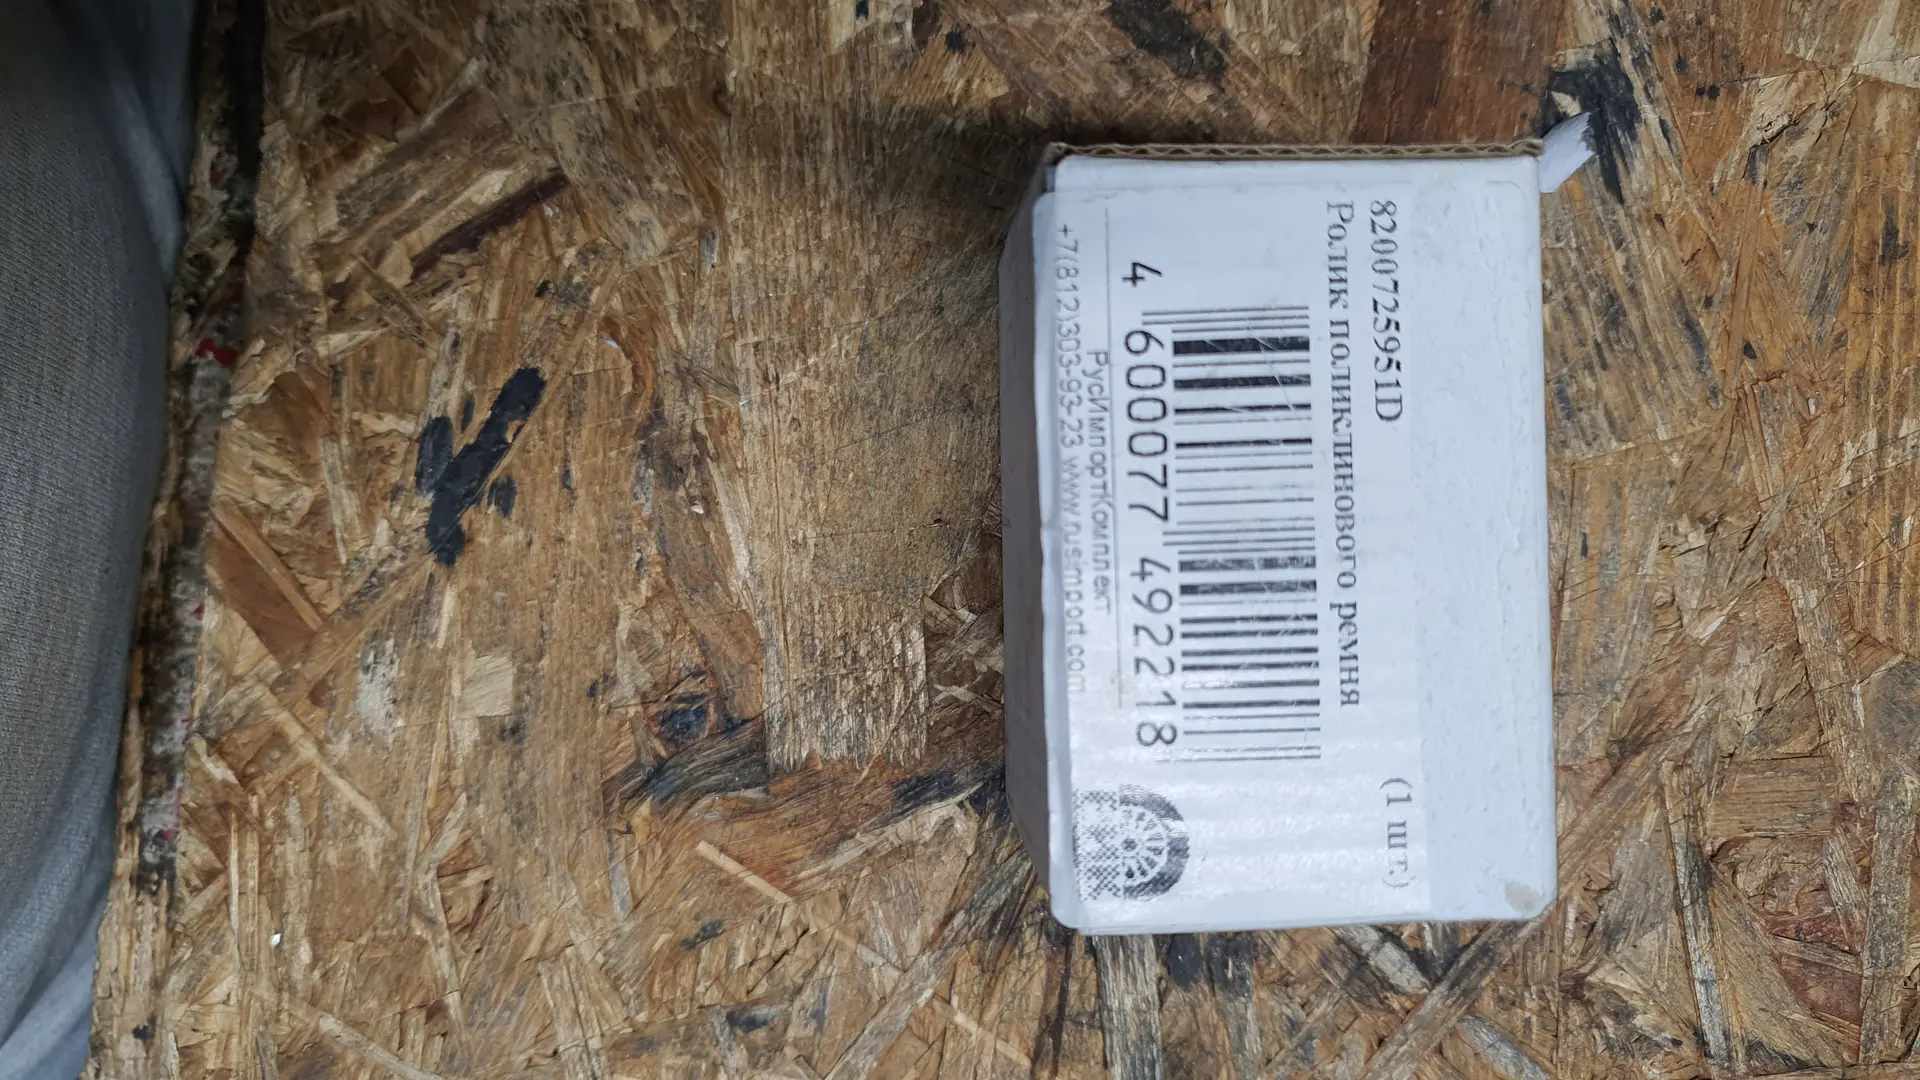 8200725951D
(1 шт.)
Ролик поликлинового ремня
4 600077 492218
РусИмпортКомплект
+7(812)303-93-23 www.rusimport.com